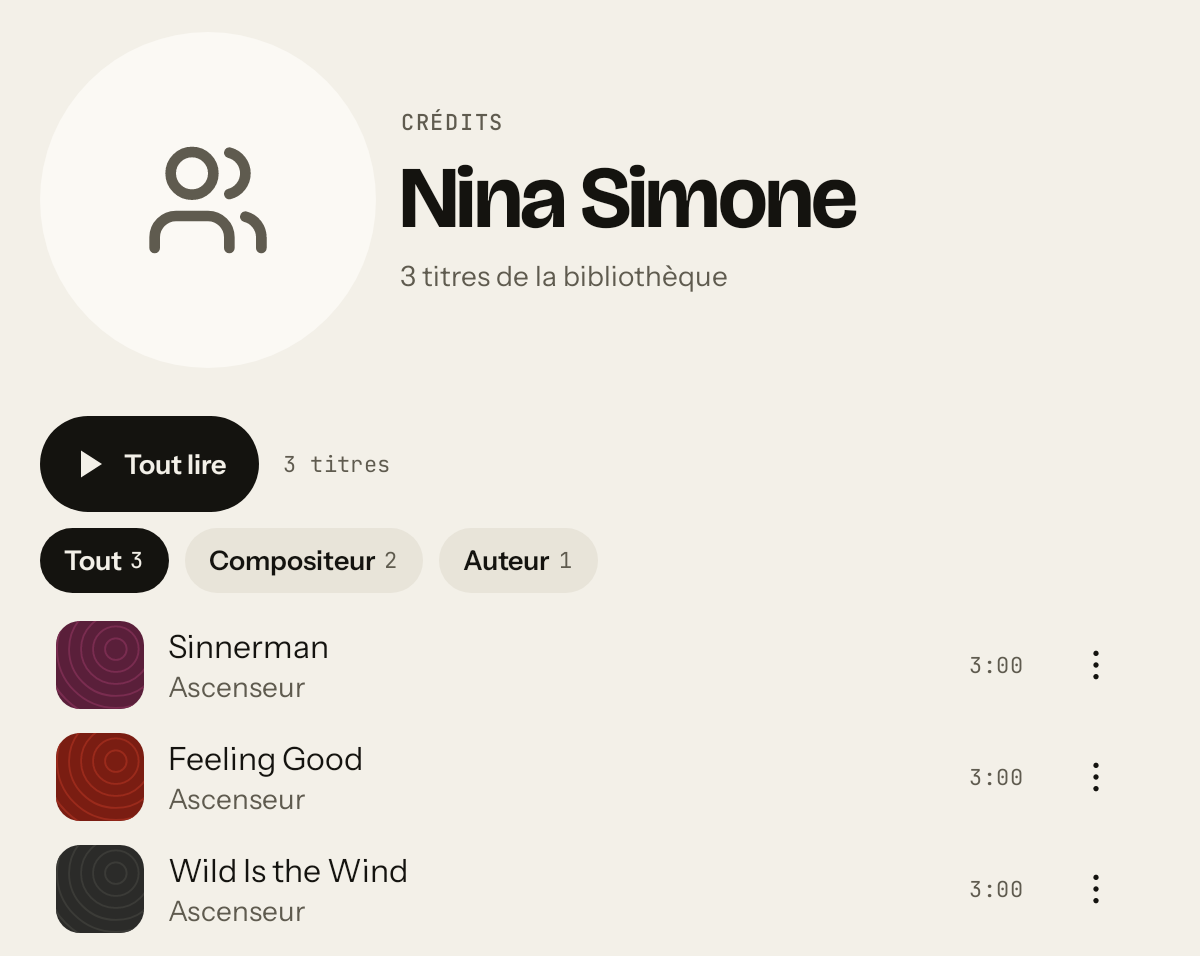 CRÉDITS
Nina Simone
3 titres de la bibliothèque
Tout lire
3 titres
Tout 3
Compositeur 2
Auteur 1
Sinnerman
Ascenseur
3:00
Feeling Good
Ascenseur
3:00
Wild Is the Wind
Ascenseur
3:00